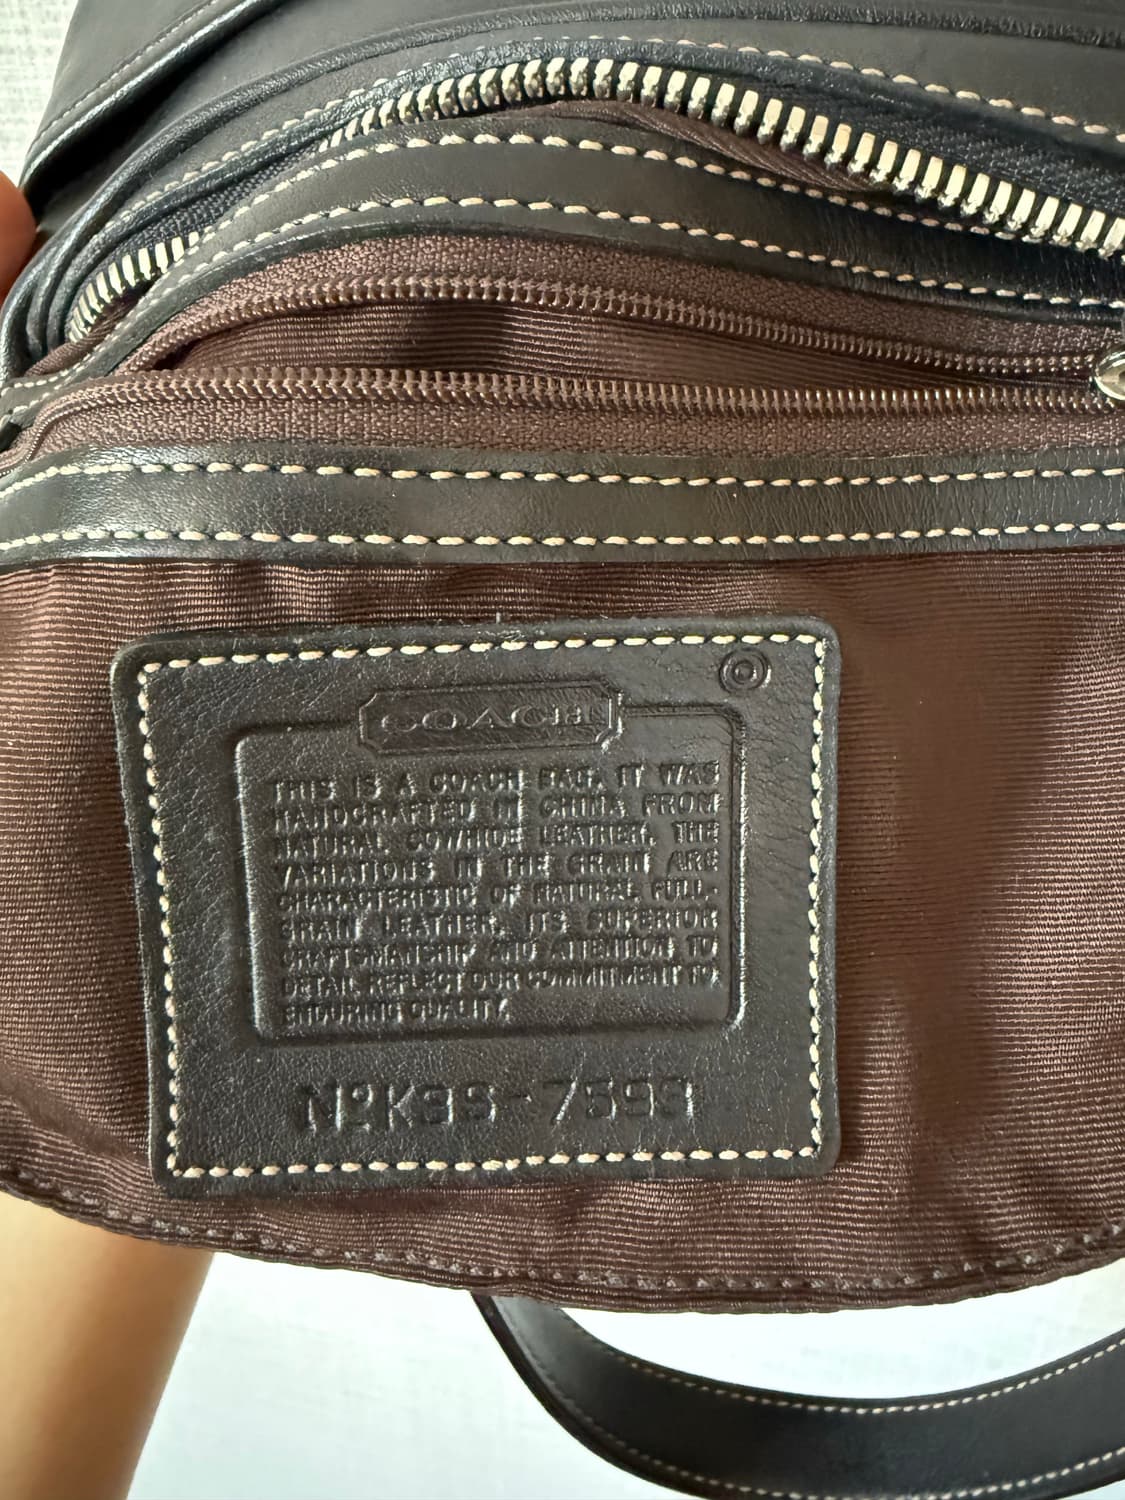 COACH
THIS IS A COACH BAG. IT WAS
HANDCRAFTED IN CHINA FROM
NATURAL COWHIDE LEATHER. THE
VARIATIONS IN THE GRAIN ARE
CHARACTERISTIC OF NATURAL FULL-
GRAIN LEATHER. ITS SUPERIOR
CRAFTSMANSHIP AND ATTENTION TO
DETAIL REFLECT OUR COMMITMENT TO
ENDURING QUALITY.
NºK3S-7593